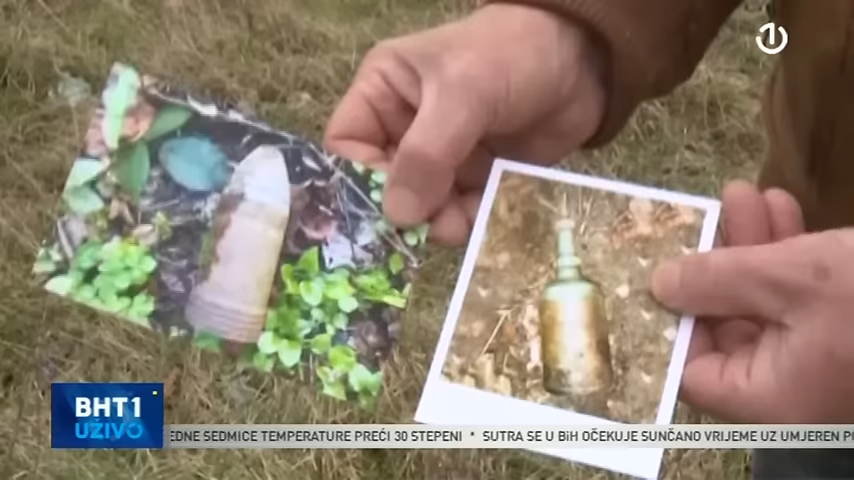 BHT1
UŽIVO
EDNE SEDMICE TEMPERATURE PREĆI 30 STEPENI * SUTRA SE U BiH OČEKUJE SUNČANO VRIJEME UZ UMJEREN